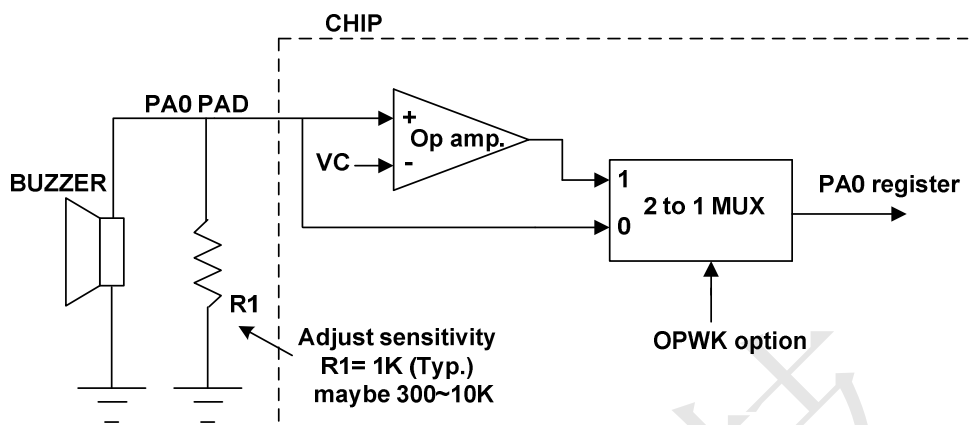 CHIP
PA0 PAD
+
Op amp.
VC
-
BUZZER
1
2 to 1 MUX
0
PA0 register
R1
Adjust sensitivity
R1= 1K (Typ.)
maybe 300~10K
OPWK option